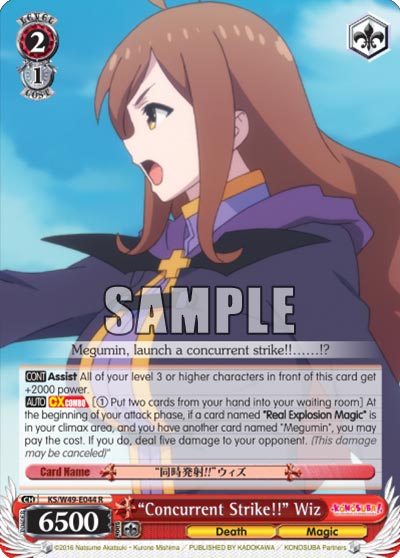 LEVEL
2
1
COST
SAMPLE
Megumin, launch a concurrent strike!!……!?
CONT Assist All of your level 3 or higher characters in front of this card get
+2000 power.
AUTO CX COMBO [① Put two cards from your hand into your waiting room] At
the beginning of your attack phase, if a card named "Real Explosion Magic" is
in your climax area, and you have another card named "Megumin", you may
pay the cost. If you do, deal five damage to your opponent. (This damage
may be canceled)"
Card Name "同時発射!!"ウィズ
CH KS/W49-E044 R
6500
POWER
"Concurrent Strike!!" Wiz
KONOSUBA
Death Magic
©2016 Natsume Akatsuki・Kurone Mishima / PUBLISHED BY KADOKAWA / KONOSUBA Partners